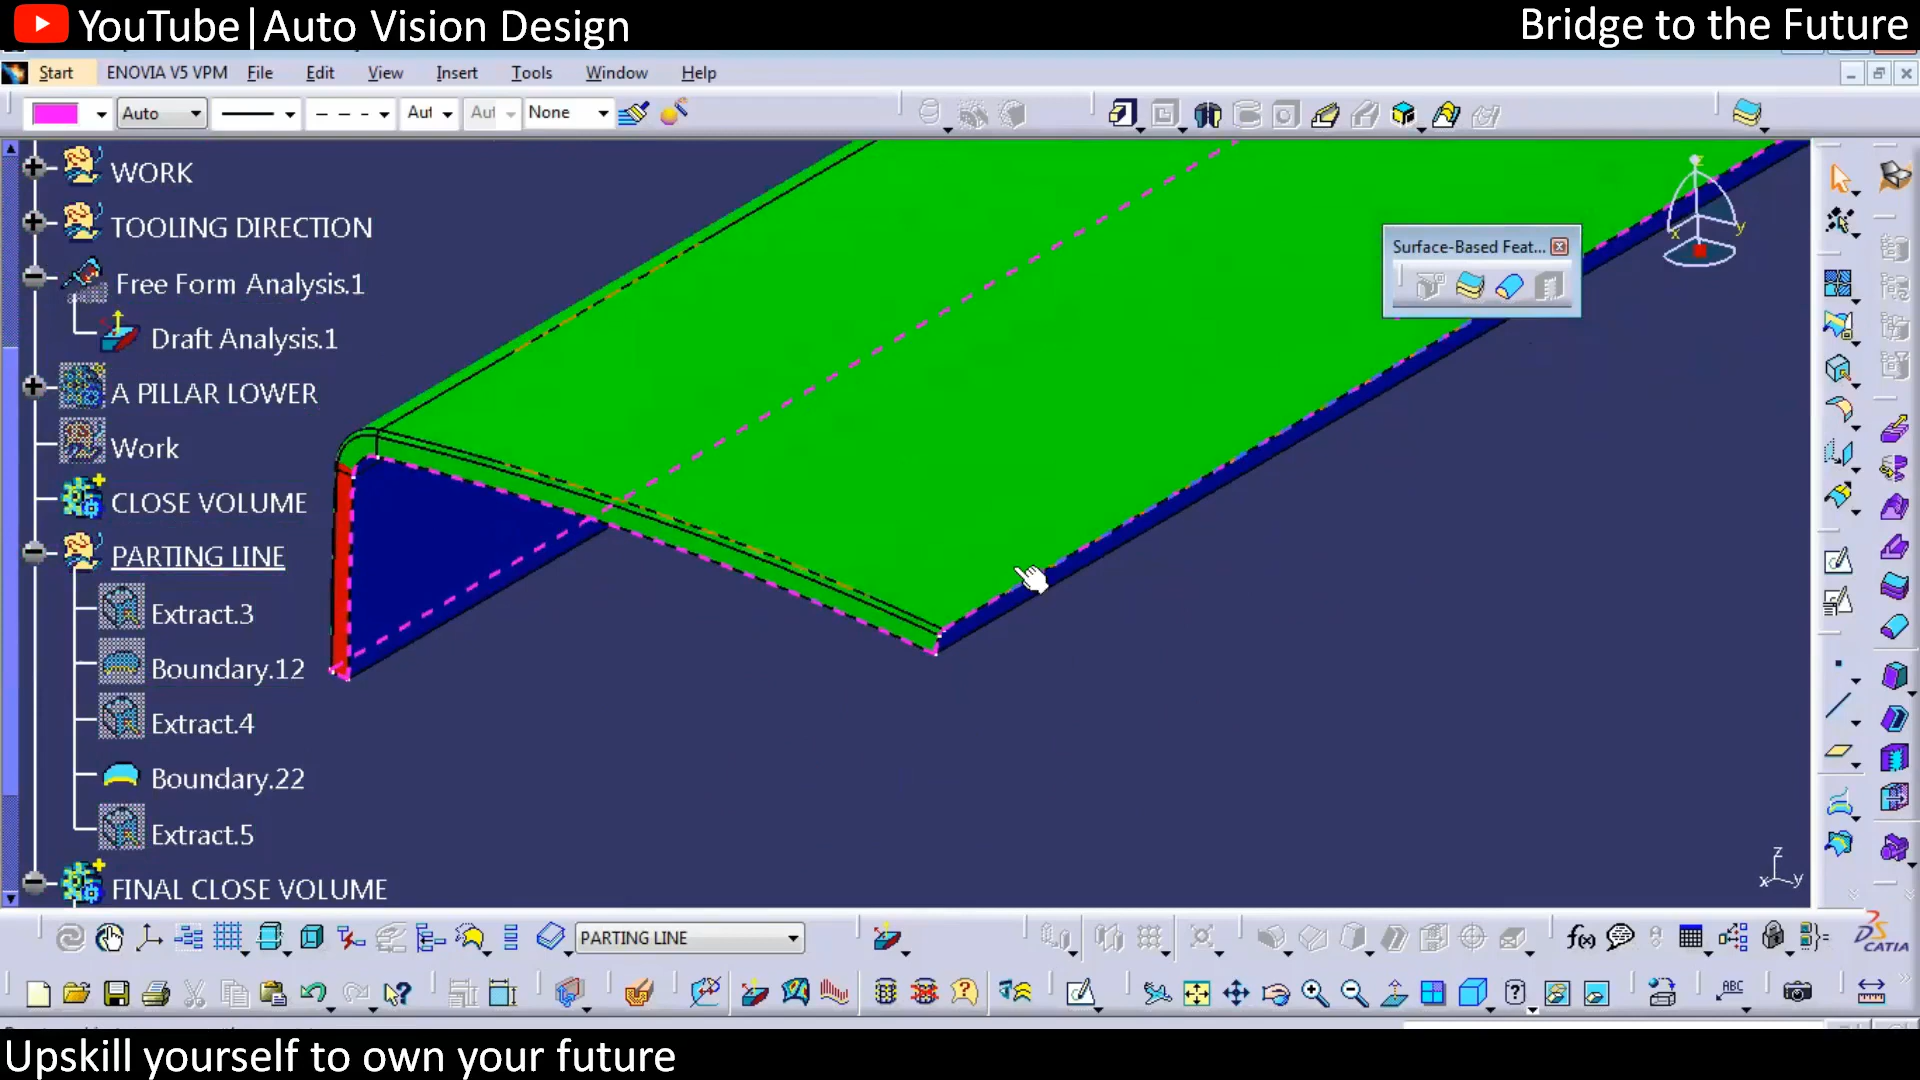 YouTube|Auto Vision Design
Bridge to the Future
Start ENOVIA V5 VPM File Edit View Insert Tools Window Help
Auto Aut Aut None
WORK
TOOLING DIRECTION
Free Form Analysis.1
Draft Analysis.1
A PILLAR LOWER
Work
CLOSE VOLUME
PARTING LINE
Extract.3
Boundary.12
Extract.4
Boundary.22
Extract.5
FINAL CLOSE VOLUME
Surface-Based Feat...
z
x
y
z
x
y
PARTING LINE
f(x)
CATIA
ABC
Upskill yourself to own your future